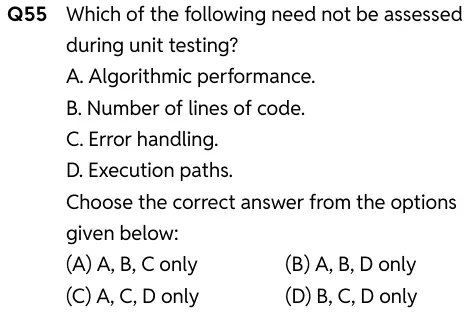 Q55 Which of the following need not be assessed
during unit testing?
A. Algorithmic performance.
B. Number of lines of code.
C. Error handling.
D. Execution paths.
Choose the correct answer from the options
given below:
(A) A, B, C only (B) A, B, D only
(C) A, C, D only (D) B, C, D only